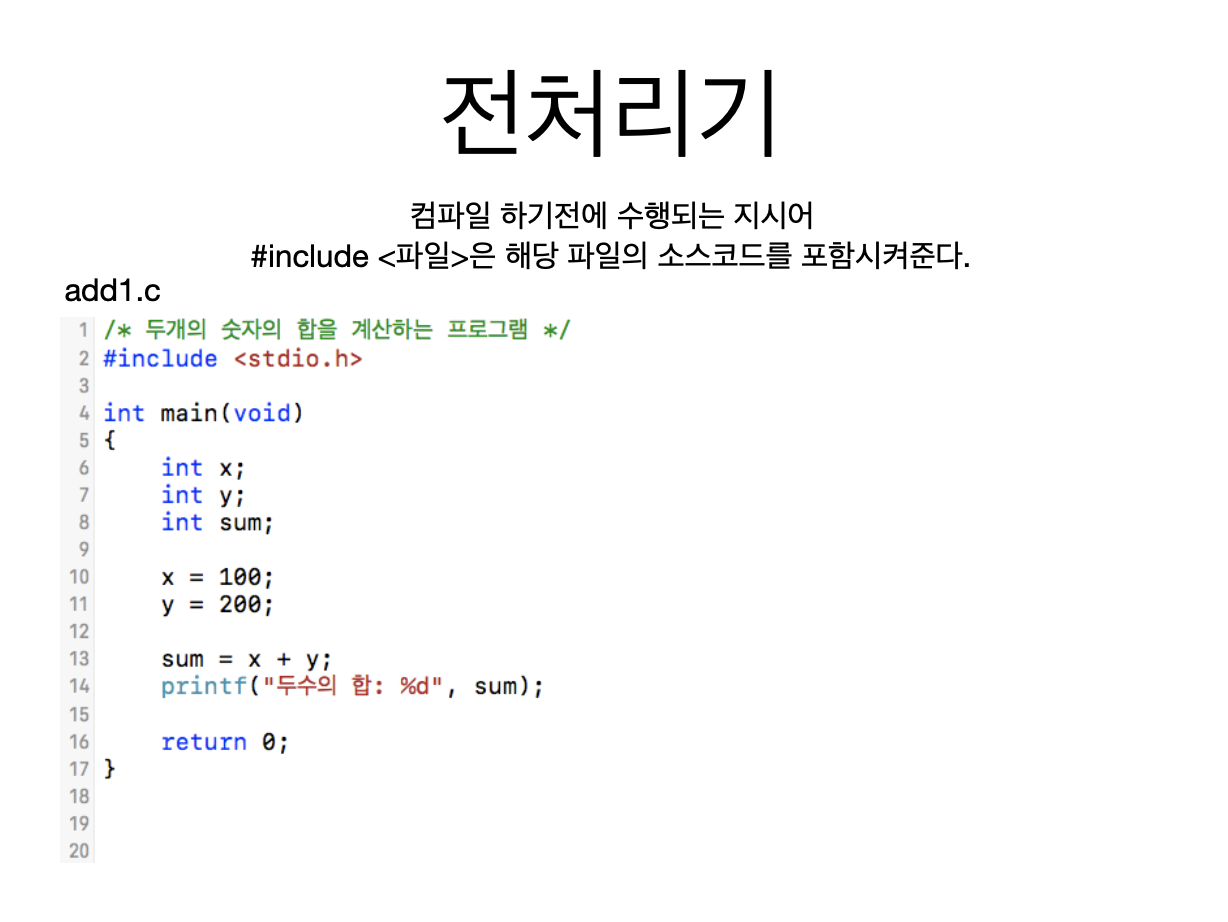 전처리기
컴파일 하기전에 수행되는 지시어
#include <파일>은 해당 파일의 소스코드를 포함시켜준다.
add1.c
1 /* 두개의 숫자의 합을 계산하는 프로그램 */
2 #include <stdio.h>
3
4 int main(void)
5 {
6     int x;
7     int y;
8     int sum;
9
10     x = 100;
11     y = 200;
12
13     sum = x + y;
14     printf("두수의 합: %d", sum);
15
16     return 0;
17 }
18
19
20